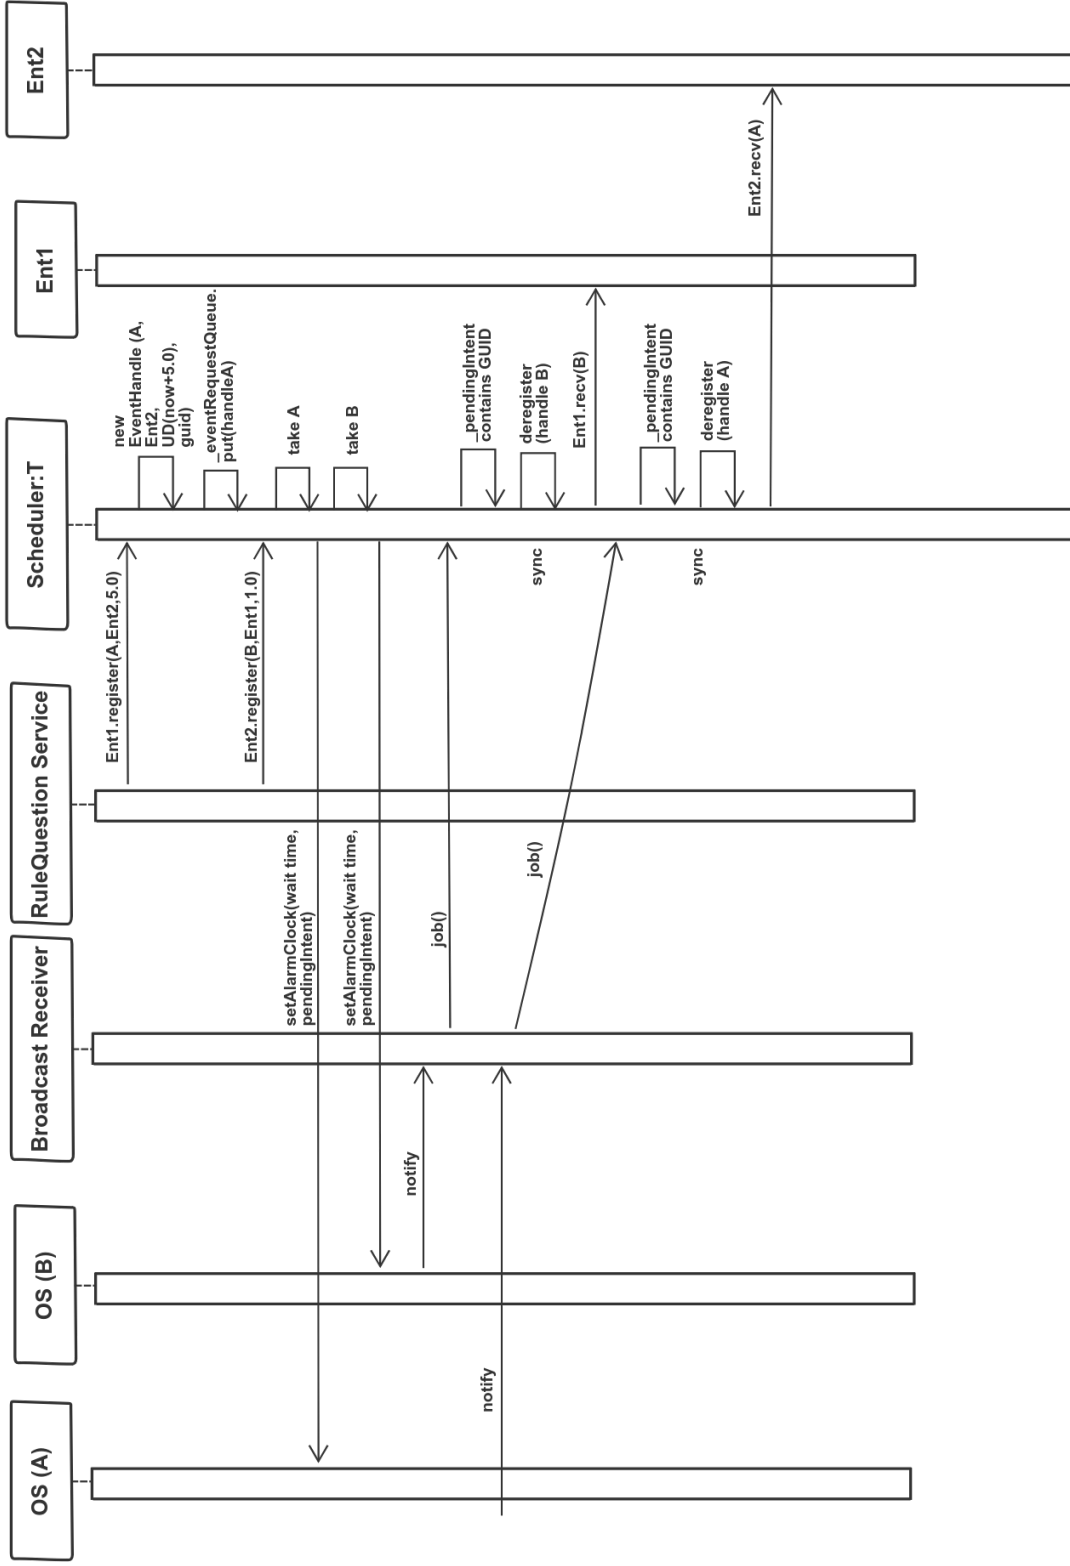 OS (A)
OS (B)
Broadcast Receiver
RuleQuestion Service
Scheduler:T
Ent1
Ent2
Ent1.register(A,Ent2,5.0)
new
EventHandle (A,
Ent2,
UD(now+5.0),
guid)
_eventRequestQueue.
put(handleA)
Ent2.register(B,Ent1,1.0)
take A
setAlarmClock(wait time,
pendingIntent)
take B
setAlarmClock(wait time,
pendingIntent)
notify
job()
_pendingIntent
contains GUID
notify
job()
deregister
(handle B)
sync
Ent1.recv(B)
_pendingIntent
contains GUID
deregister
(handle A)
sync
Ent2.recv(A)